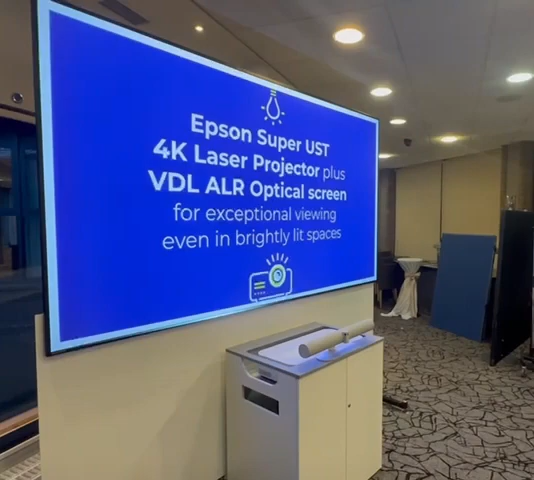 Epson Super UST
4K Laser Projector plus
VDL ALR Optical screen
for exceptional viewing
even in brightly lit spaces